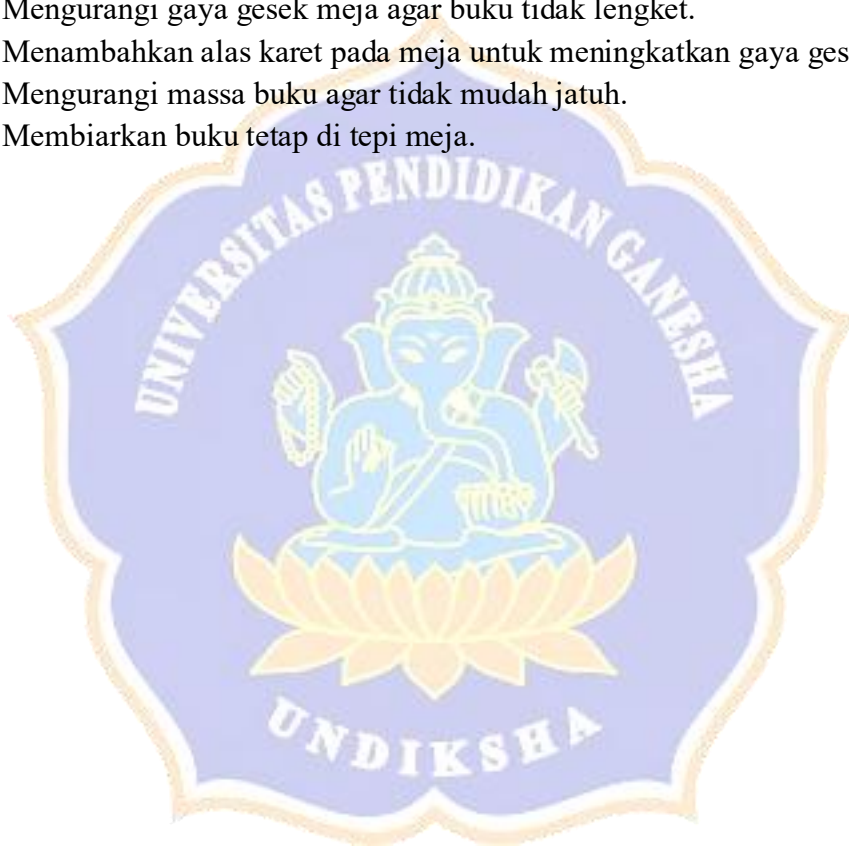 Mengurangi gaya gesek meja agar buku tidak lengket.
Menambahkan alas karet pada meja untuk meningkatkan gaya ges
Mengurangi massa buku agar tidak mudah jatuh.
Membiarkan buku tetap di tepi meja.
UNIVERSITAS PENDIDIKAN GANESHA
UNDIKSHA